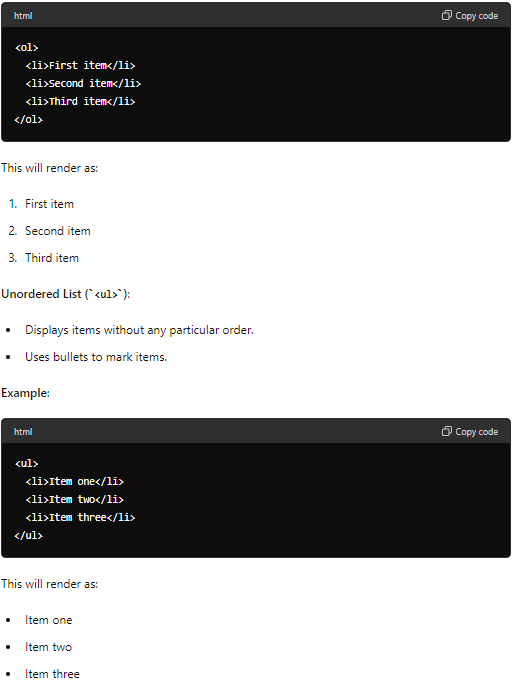 html
Copy code
<ol>
  <li>First item</li>
  <li>Second item</li>
  <li>Third item</li>
</ol>
This will render as:
1. First item
2. Second item
3. Third item
Unordered List (`<ul>`):
• Displays items without any particular order.
• Uses bullets to mark items.
Example:
html
Copy code
<ul>
  <li>Item one</li>
  <li>Item two</li>
  <li>Item three</li>
</ul>
This will render as:
• Item one
• Item two
• Item three